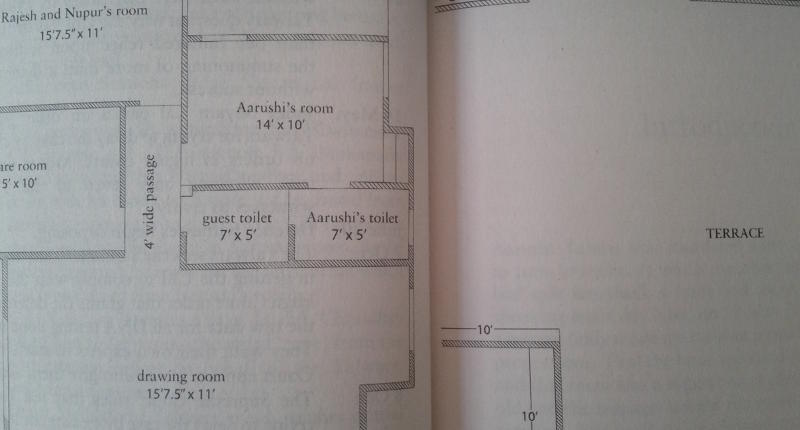 Rajesh and Nupur's room
15'7.5" x 11'
Aarushi's room
14' x 10'
are room
5' x 10'
4' wide passage
guest toilet
7' x 5'
Aarushi's toilet
7' x 5'
drawing room
15'7.5" x 11'
TERRACE
10'
10'